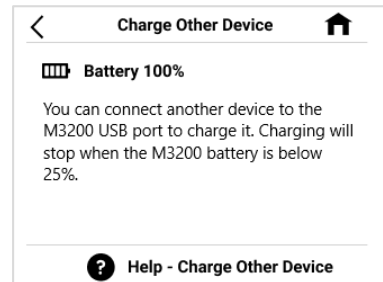 Charge Other Device
Battery 100%
You can connect another device to the
M3200 USB port to charge it. Charging will
stop when the M3200 battery is below
25%.
? Help - Charge Other Device